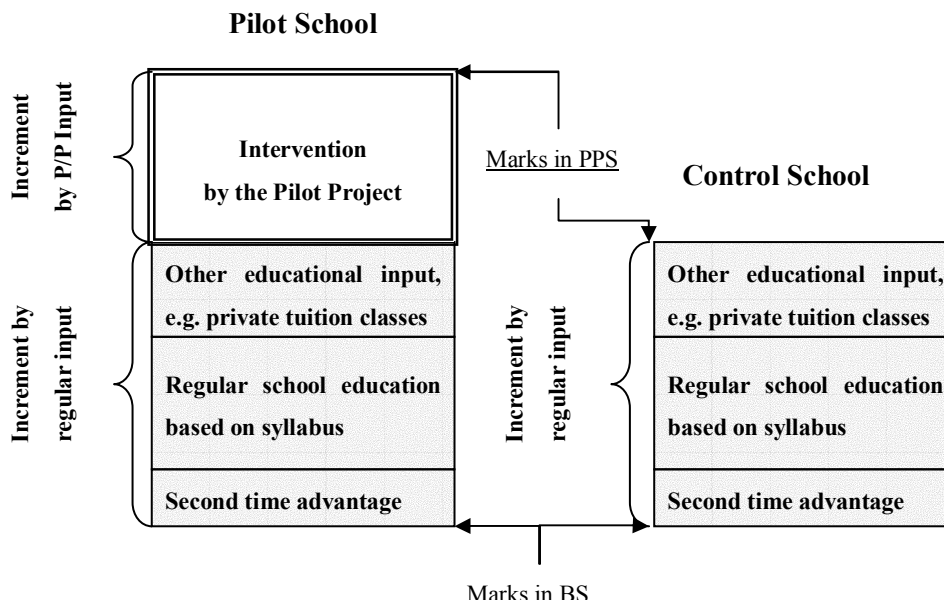 Pilot School
Increment
by P/P Input
Intervention
by the Pilot Project
Marks in PPS
Control School
Increment by
regular input
Other educational input,
e.g. private tuition classes
Regular school education
based on syllabus
Second time advantage
Increment by
regular input
Other educational input,
e.g. private tuition classes
Regular school education
based on syllabus
Second time advantage
Marks in BS